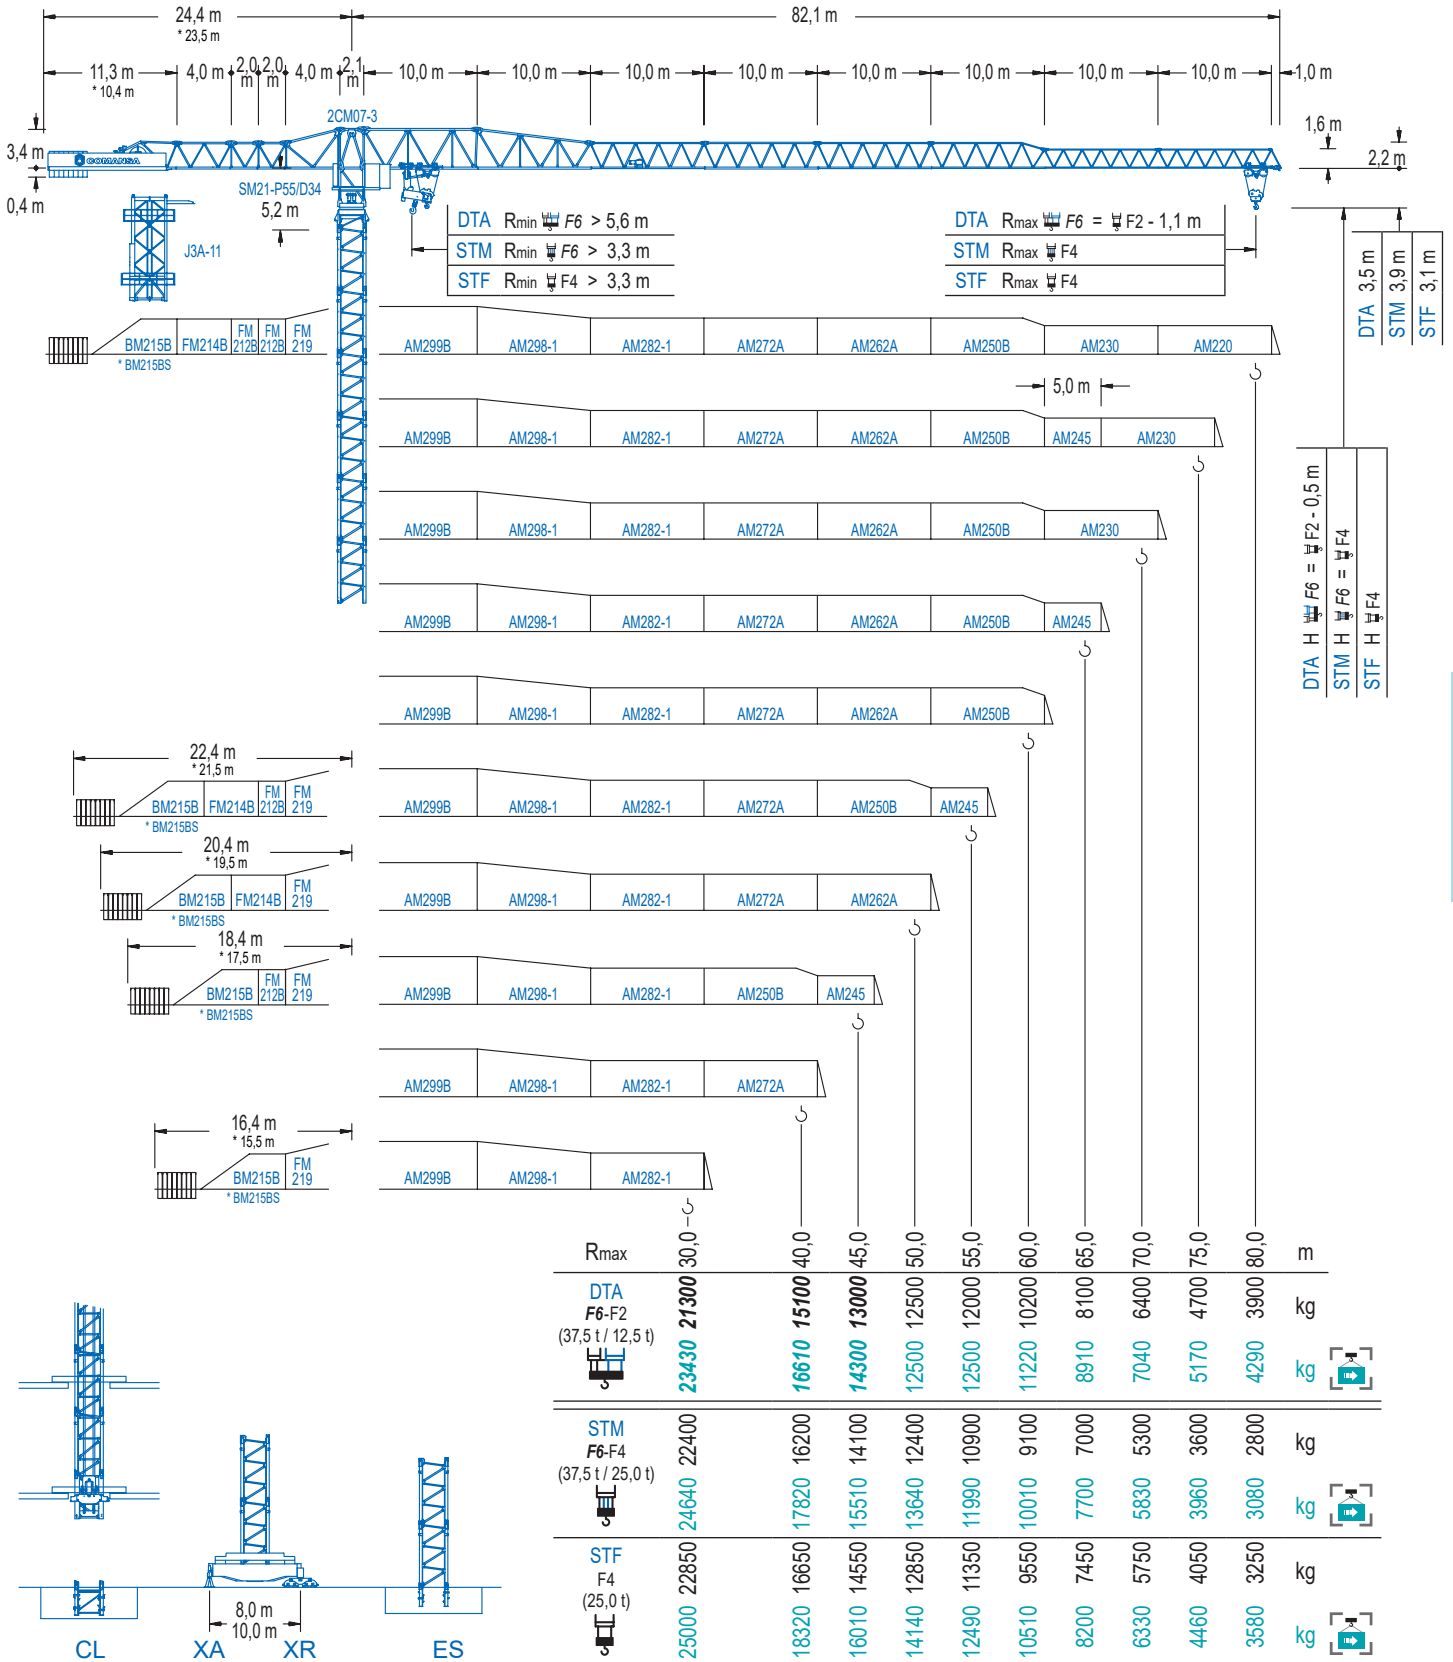 24,4 m
* 23,5 m
82,1 m
11,3 m
* 10,4 m
4,0 m
2,0 m
2,0 m
4,0 m
2,1 m
10,0 m
10,0 m
10,0 m
10,0 m
10,0 m
10,0 m
10,0 m
10,0 m
1,0 m
2CM07-3
3,4 m
COMANSA
0,4 m
SM21-P55/D34
5,2 m
J3A-11
1,6 m
2,2 m
DTA Rmin F6 > 5,6 m
STM Rmin F6 > 3,3 m
STF Rmin F4 > 3,3 m
DTA Rmax F6 = F2 - 1,1 m
STM Rmax F4
STF Rmax F4
DTA 3,5 m
STM 3,9 m
STF 3,1 m
BM215B FM214B FM 212B FM 212B FM 219
* BM215BS
AM299B AM298-1 AM282-1 AM272A AM262A AM250B AM230 AM220
5,0 m
AM299B AM298-1 AM282-1 AM272A AM262A AM250B AM245 AM230
DTA H F6 = F2 - 0,5 m
STM H F6 = F4
STF H F4
AM299B AM298-1 AM282-1 AM272A AM262A AM250B AM230
AM299B AM298-1 AM282-1 AM272A AM262A AM250B AM245
AM299B AM298-1 AM282-1 AM272A AM262A AM250B
22,4 m
* 21,5 m
BM215B FM214B FM 212B FM 219
* BM215BS
AM299B AM298-1 AM282-1 AM272A AM250B AM245
20,4 m
* 19,5 m
BM215B FM214B FM 219
* BM215BS
AM299B AM298-1 AM282-1 AM272A AM262A
18,4 m
* 17,5 m
BM215B FM 212B FM 219
* BM215BS
AM299B AM298-1 AM282-1 AM250B AM245
AM299B AM298-1 AM282-1 AM272A
16,4 m
* 15,5 m
BM215B FM 219
* BM215BS
AM299B AM298-1 AM282-1
Rmax 30,0 40,0 45,0 50,0 55,0 60,0 65,0 70,0 75,0 80,0 m
DTA
F6-F2
(37,5 t / 12,5 t)
21300 15100 13000 12500 12000 10200 8100 6400 4700 3900 kg
23430 16610 14300 12500 12500 11220 8910 7040 5170 4290 kg
STM
F6-F4
(37,5 t / 25,0 t)
22400 16200 14100 12400 10900 9100 7000 5300 3600 2800 kg
24640 17820 15510 13640 11990 10010 7700 5830 3960 3080 kg
STF
F4
(25,0 t)
22850 16650 14550 12850 11350 9550 7450 5750 4050 3250 kg
25000 18320 16010 14140 12490 10510 8200 6330 4460 3580 kg
8,0 m
10,0 m
CL XA XR ES